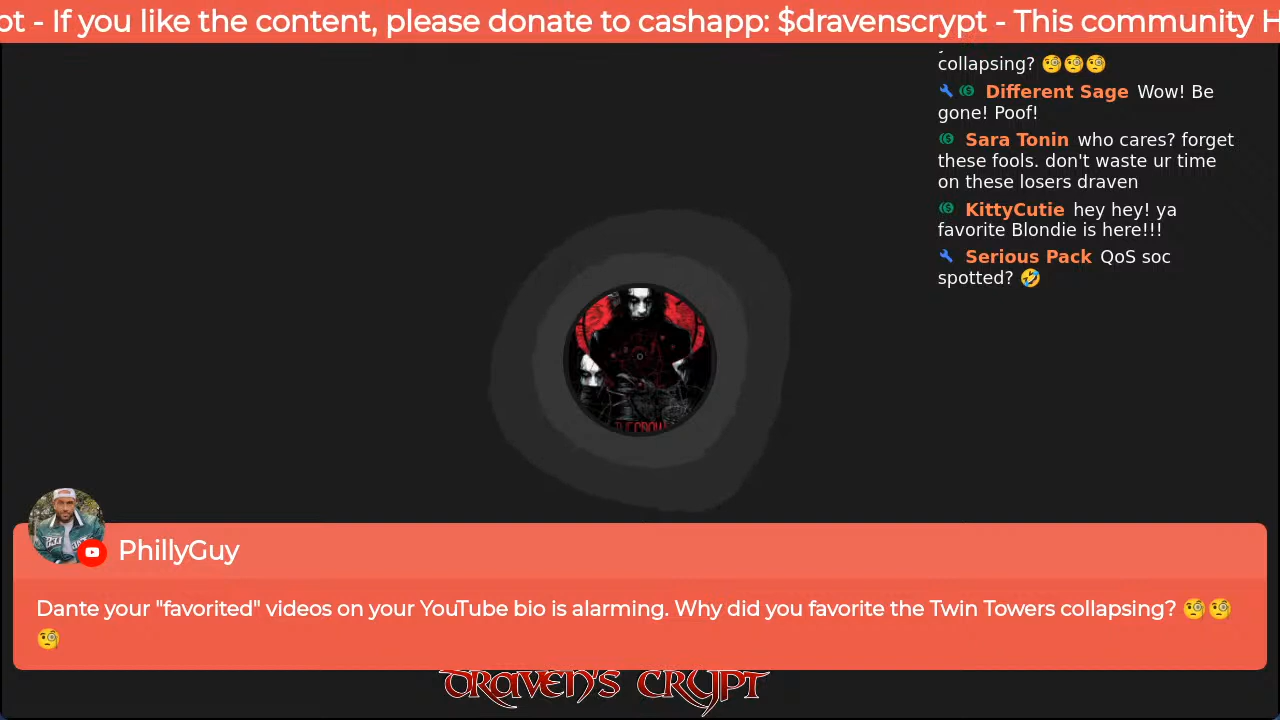 ot - If you like the content, please donate to cashapp: $dravenscrypt - This community H
collapsing? 🧐🧐🧐
Different Sage Wow! Be
gone! Poof!
Sara Tonin who cares? forget
these fools. don't waste ur time
on these losers draven
KittyCutie hey hey! ya
favorite Blondie is here!!!
Serious Pack QoS soc
spotted? 🤣
THE CROW
PhillyGuy
Dante your "favorited" videos on your YouTube bio is alarming. Why did you favorite the Twin Towers collapsing? 🧐🧐
🧐
DRAVEN'S CRYPT